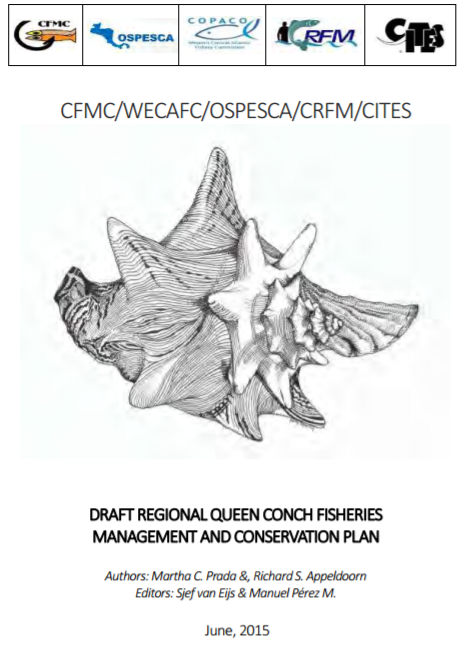 CFMC
OSPESCA
COPACO
Western Central Atlantic
Fishery Commission
CRFM
CITES
CFMC/WECAFC/OSPESCA/CRFM/CITES
DRAFT REGIONAL QUEEN CONCH FISHERIES
MANAGEMENT AND CONSERVATION PLAN
Authors: Martha C. Prada &, Richard S. Appeldoorn
Editors: Sjef van Eijs & Manuel Pérez M.
June, 2015